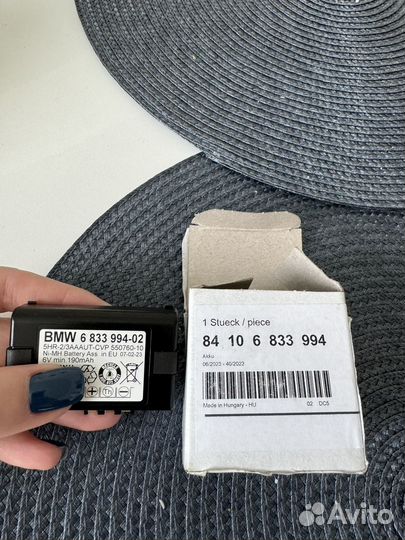 BMW 6 833 994-02
5HR-2/3AAAUT-CVP 550760-10
Ni-MH Battery Ass. in EU 07-02-23
6V min.190mAh
1 Stueck / piece
84 10 6 833 994
Akku
06/2023 - 40/2022
Made in Hungary - HU
02 DC5
Avito